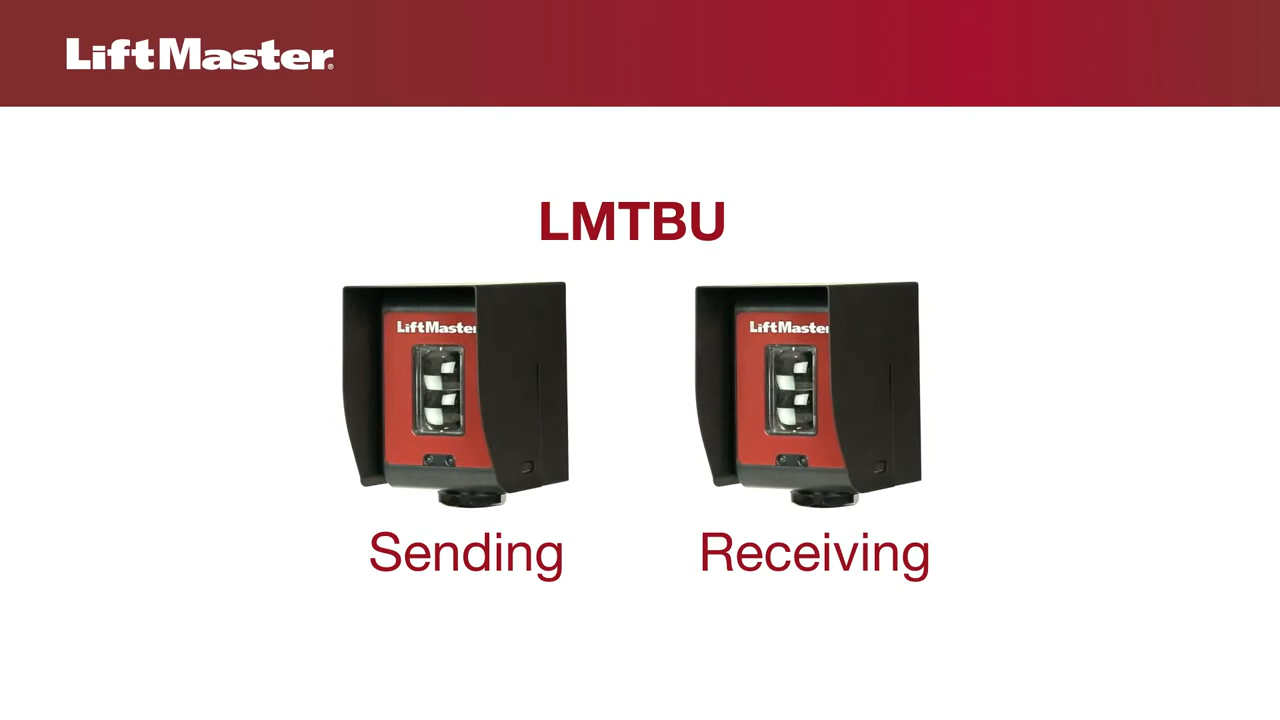 LiftMaster®
LMTBU
LiftMaster
LiftMaster
Sending
Receiving